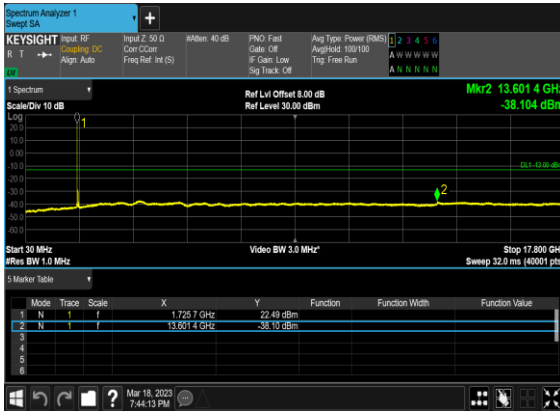 Spectrum Analyzer 1
Swept SA
+
KEYSIGHT Input: RF Input Z: 50 Ω #Atten: 40 dB PNO: Fast Avg Type: Power (RMS) 1 2 3 4 5 6
R T Coupling: DC Corr CCorr Gate: Off Avg|Hold: 100/100 A W W W W W
Align: Auto Freq Ref: Int (S) IF Gain: Low Trig: Free Run
Sig Track: Off A N N N N N
1 Spectrum
Ref Lvl Offset 8.00 dB Mkr2 13.601 4 GHz
Scale/Div 10 dB Ref Level 30.00 dBm -38.104 dBm
Log
1
20.0
10.0
0.00
-10.0
DL1 -13.00 dBm
-20.0
-30.0
2
-40.0
-50.0
-60.0
Start 30 MHz Video BW 3.0 MHz* Stop 17.800 GH
#Res BW 1.0 MHz Sweep 32.0 ms (40001 pts
5 Marker Table
Mode Trace Scale X Y Function Function Width Function Value
1 N 1 f 1.725 7 GHz 22.49 dBm
2 N 1 f 13.601 4 GHz -38.10 dBm
3
4
5
6
? Mar 18, 2023
7:44:13 PM